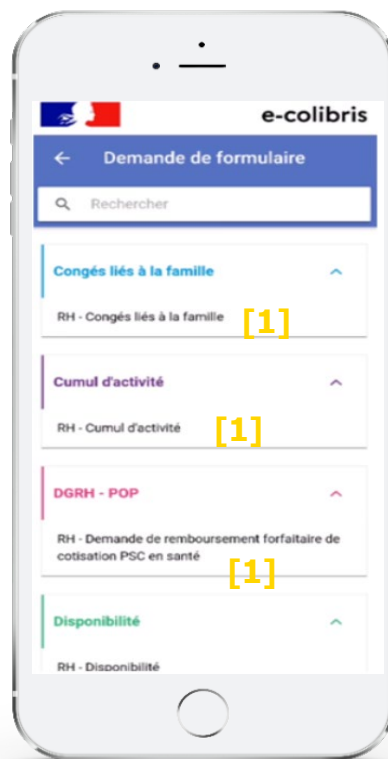 e-colibris
← Demande de formulaire
Rechercher
Congés liés à la famille
RH - Congés liés à la famille [1]
Cumul d'activité
RH - Cumul d'activité [1]
DGRH - POP
RH - Demande de remboursement forfaitaire de
cotisation PSC en santé [1]
Disponibilité
RH - Disponibilité